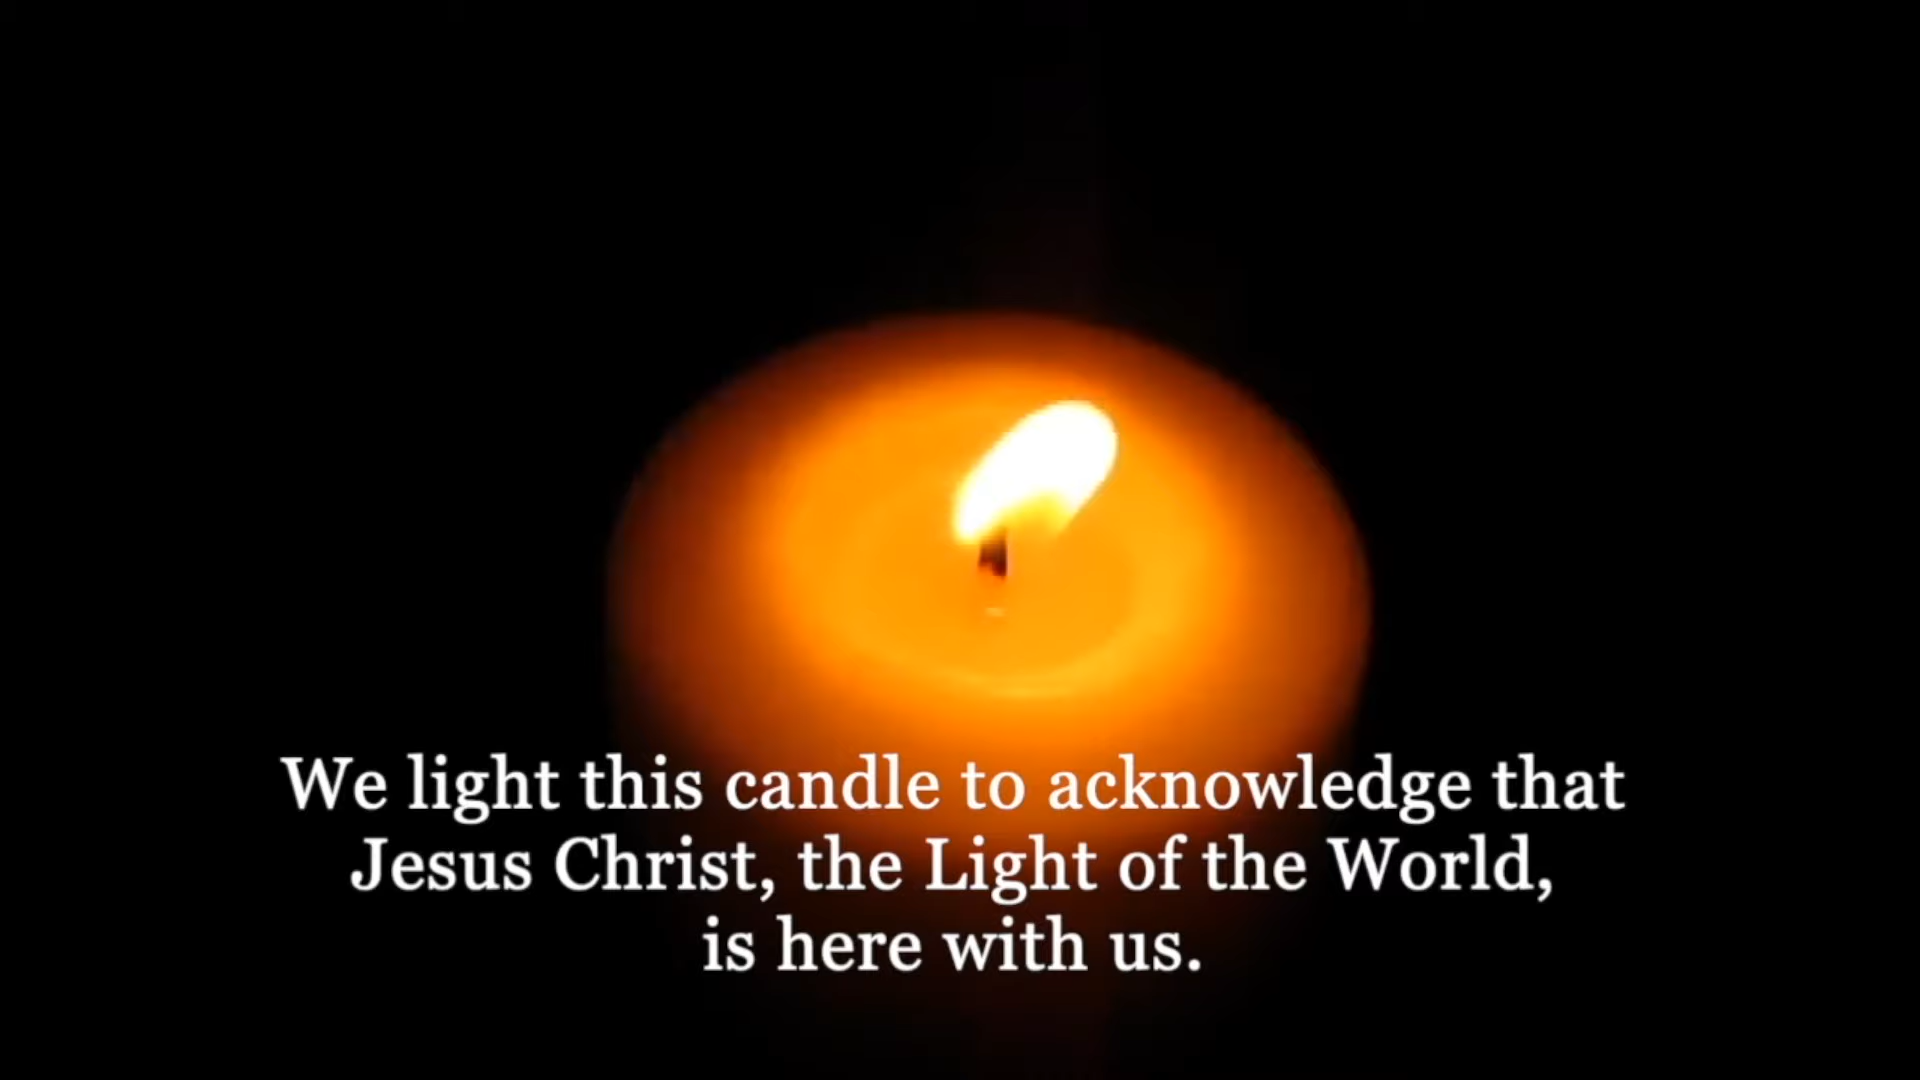 We light this candle to acknowledge that
Jesus Christ, the Light of the World,
is here with us.